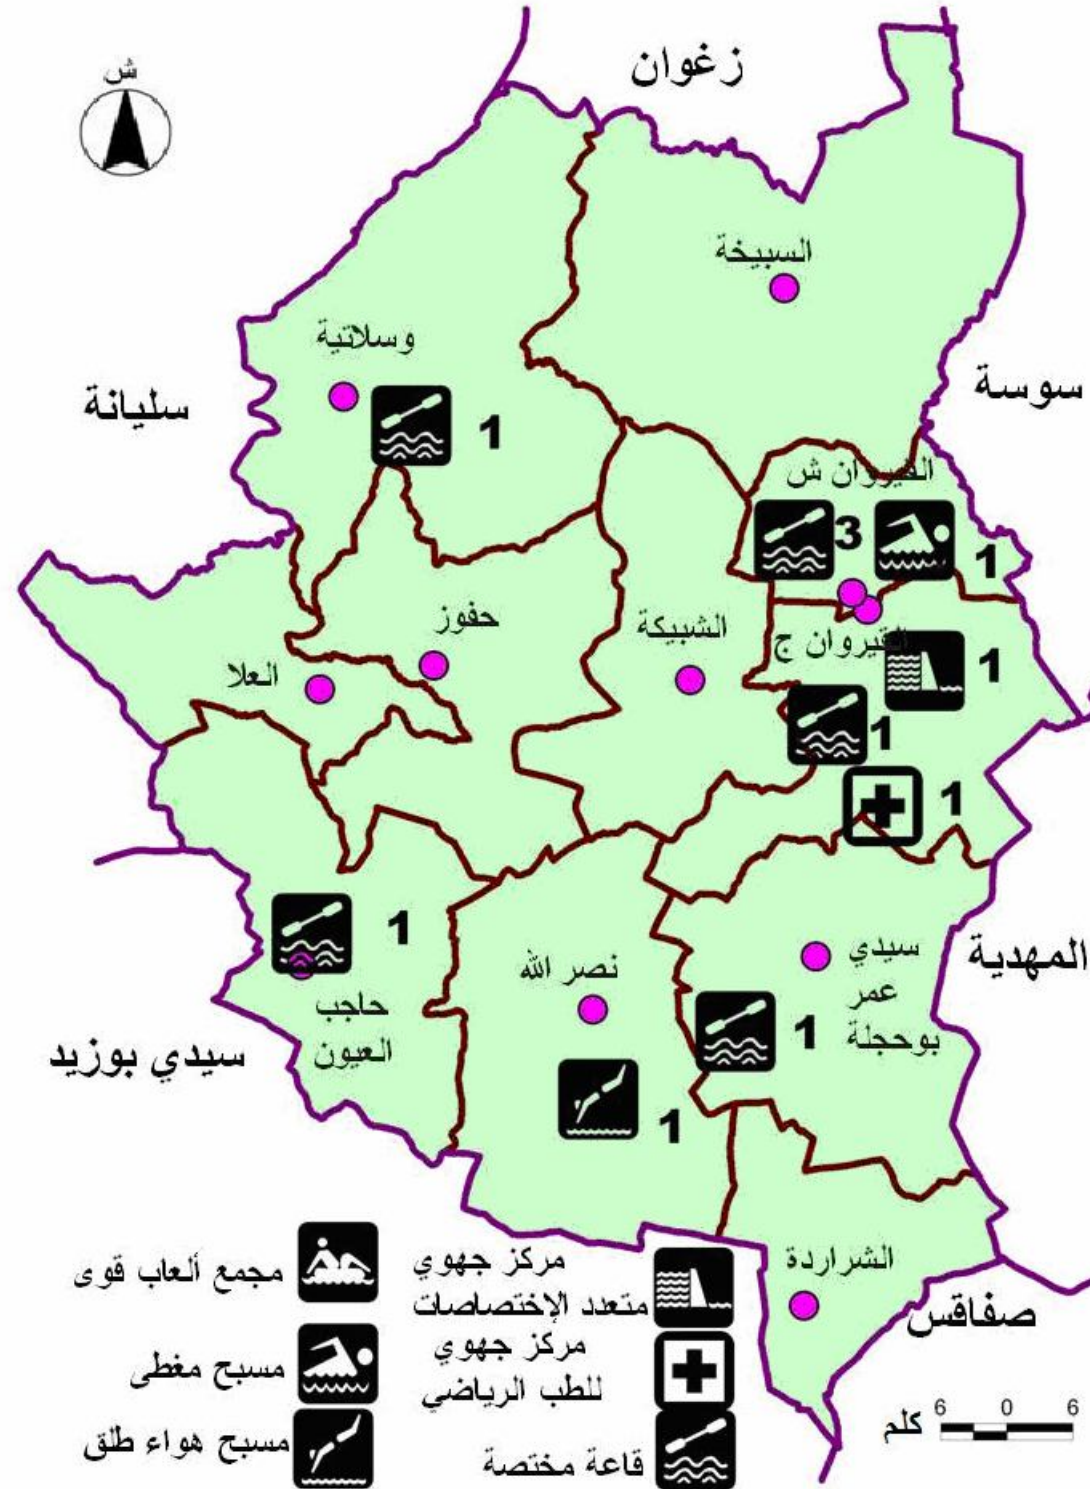 زغوان
ش
السبيخة
وسلاتية
سوسة
سليانة
1
القيروان ش
3
1
حفوز
الشبيكة
القيروان ج
1
العلا
1
1
1
نصر الله
سيدي
عمر
بوحجلة
المهدية
حاجب
العيون
1
سيدي بوزيد
1
الشراردة
صفاقس
مجمع ألعاب قوى
مسبح مغطى
مسبح هواء طلق
مركز جهوي
متعدد الإختصاصات
مركز جهوي
للطب الرياضي
قاعة مختصة
كلم
6 0 6